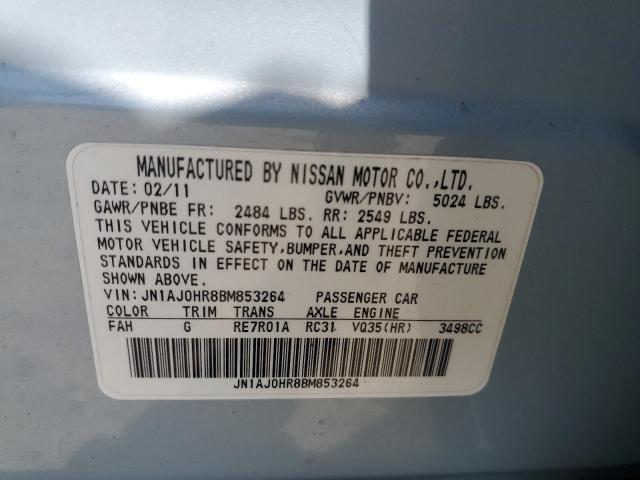 MANUFACTURED BY NISSAN MOTOR CO.,LTD.
DATE: 02/11 GVWR/PNBV: 5024 LBS.
GAWR/PNBE FR: 2484 LBS. RR: 2549 LBS.
THIS VEHICLE CONFORMS TO ALL APPLICABLE FEDERAL
MOTOR VEHICLE SAFETY,BUMPER,AND THEFT PREVENTION
STANDARDS IN EFFECT ON THE DATE OF MANUFACTURE
SHOWN ABOVE.
VIN: JN1AJ0HR8BM853264 PASSENGER CAR
COLOR TRIM TRANS AXLE ENGINE
FAH G RE7R01A RC31 VQ35(HR) 3498CC
JN1AJ0HR8BM853264